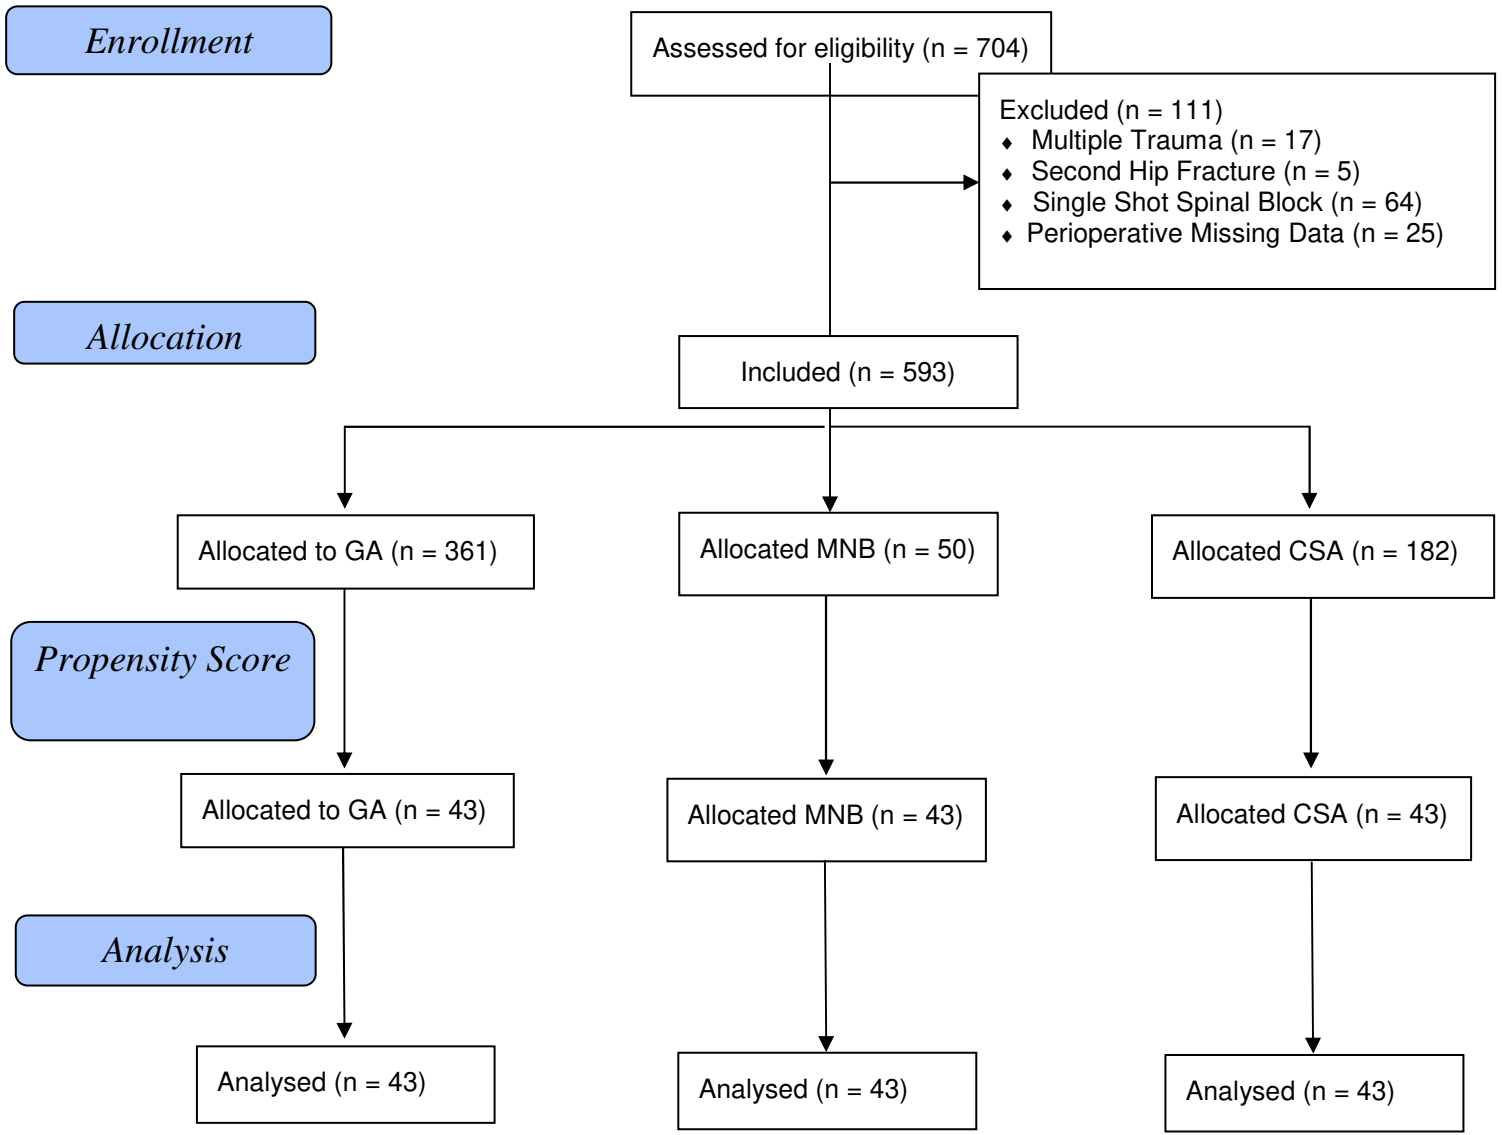 Enrollment
Assessed for eligibility (n = 704)
Excluded (n = 111)
♦ Multiple Trauma (n = 17)
♦ Second Hip Fracture (n = 5)
♦ Single Shot Spinal Block (n = 64)
♦ Perioperative Missing Data (n = 25)
Allocation
Included (n = 593)
Allocated to GA (n = 361)
Allocated MNB (n = 50)
Allocated CSA (n = 182)
Propensity Score
Allocated to GA (n = 43)
Allocated MNB (n = 43)
Allocated CSA (n = 43)
Analysis
Analysed (n = 43)
Analysed (n = 43)
Analysed (n = 43)